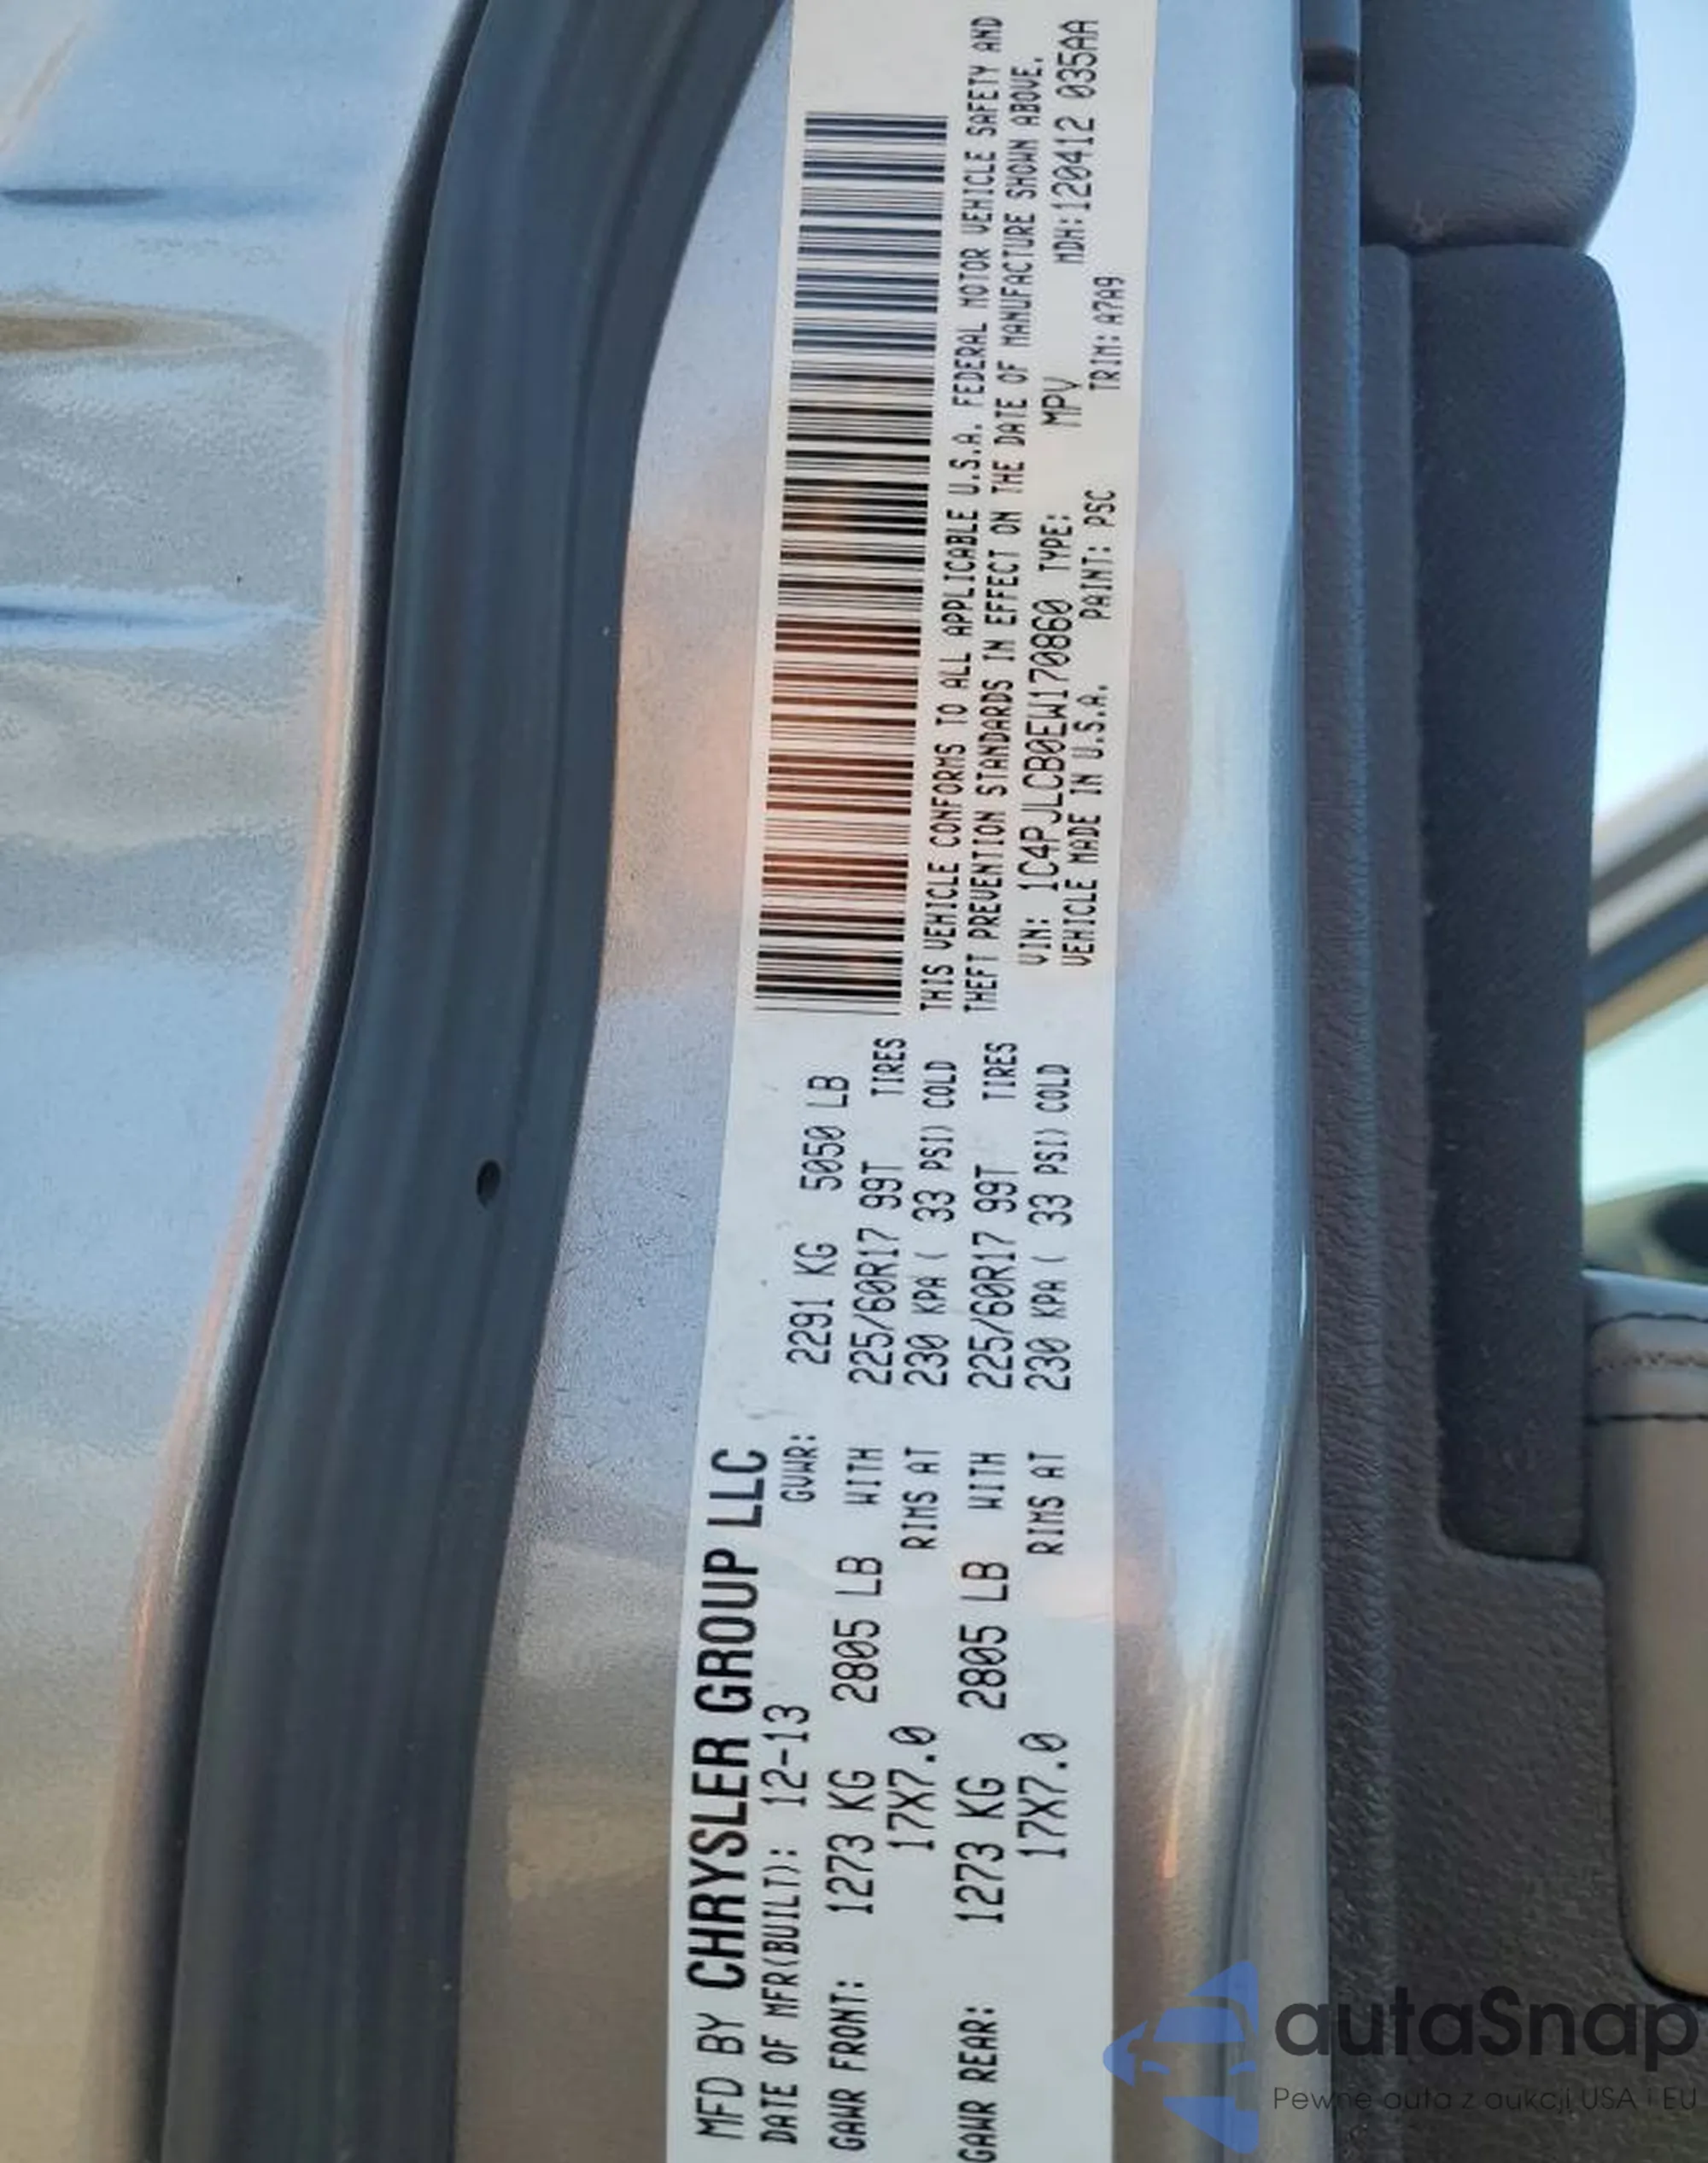 MFD BY CHRYSLER GROUP LLC
DATE OF MFR(BUILT): 12-13 GVWR: 2291 KG 5050 LB
GAWR FRONT: 1273 KG 2805 LB WITH 225/60R17 99T TIRES
17X7.0 RIMS AT 230 KPA ( 33 PSI) COLD
GAWR REAR: 1273 KG 2805 LB WITH 225/60R17 99T TIRES
17X7.0 RIMS AT 230 KPA ( 33 PSI) COLD
THIS VEHICLE CONFORMS TO ALL APPLICABLE U.S.A. FEDERAL MOTOR VEHICLE SAFETY AND
THEFT PREVENTION STANDARDS IN EFFECT ON THE DATE OF MANUFACTURE SHOWN ABOVE.
VIN: 1C4PJLCB0EW170860 TYPE: MPV MDH:120412 035AA
VEHICLE MADE IN U.S.A. PAINT: PSC TRIM: A7A9
autaSnap
Pewne auta z aukcji USA i EU